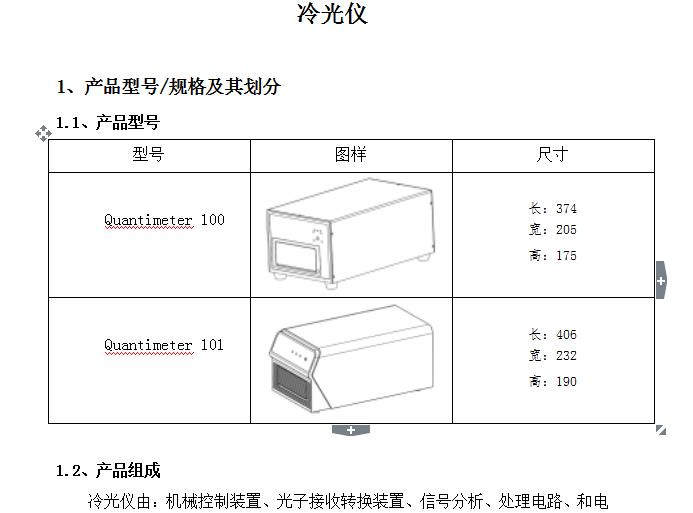 冷光仪
1、产品型号/规格及其划分
1.1、产品型号
型号 图样 尺寸
Quantimeter 100
长：374
宽：205
高：175
Quantimeter 101
长：406
宽：232
高：190
1.2、产品组成
冷光仪由：机械控制装置、光子接收转换装置、信号分析、处理电路、和电